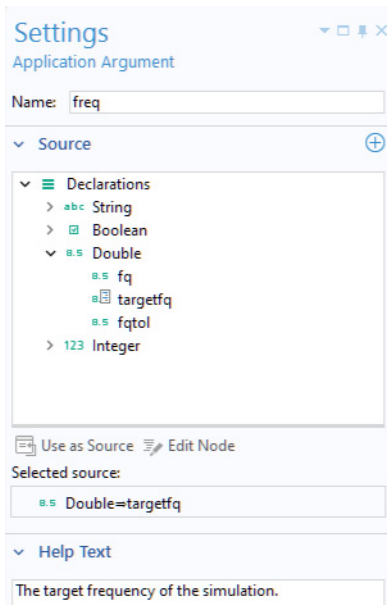 Settings
Application Argument
Name: freq
Source
Declarations
abc String
Boolean
8.5 Double
8.5 fq
targetfq
8.5 fqtol
123 Integer
Use as Source Edit Node
Selected source:
8.5 Double=targetfq
Help Text
The target frequency of the simulation.